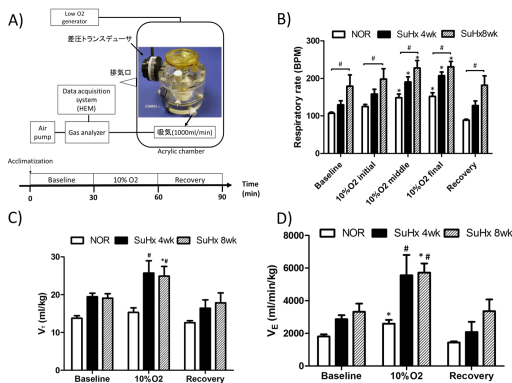 A)
Low O2
generator
差圧トランスデューサ
排気口
Data acquisition
system
(HEM)
Air
pump
Gas analyzer
吸気(1000ml/min)
Acrylic chamber
Acclimatization
Baseline
10% O2
Recovery
Time
(min)
0
30
60
90
B)
NOR
SuHx 4wk
SuHx8wk
Respiratory rate (BPM)
300
200
100
0
#
#
#
#
#
*
*
*
*
*
*
Baseline
10%O2 initial
10%O2 middle
10%O2 final
Recovery
C)
NOR
SuHx 4wk
SuHx 8wk
VT (ml/kg)
30
20
10
0
#
*#
Baseline
10%O2
Recovery
D)
NOR
SuHx 4wk
SuHx 8wk
VE (ml/min/kg)
8000
6000
4000
2000
0
*
#
* #
Baseline
10%O2
Recovery